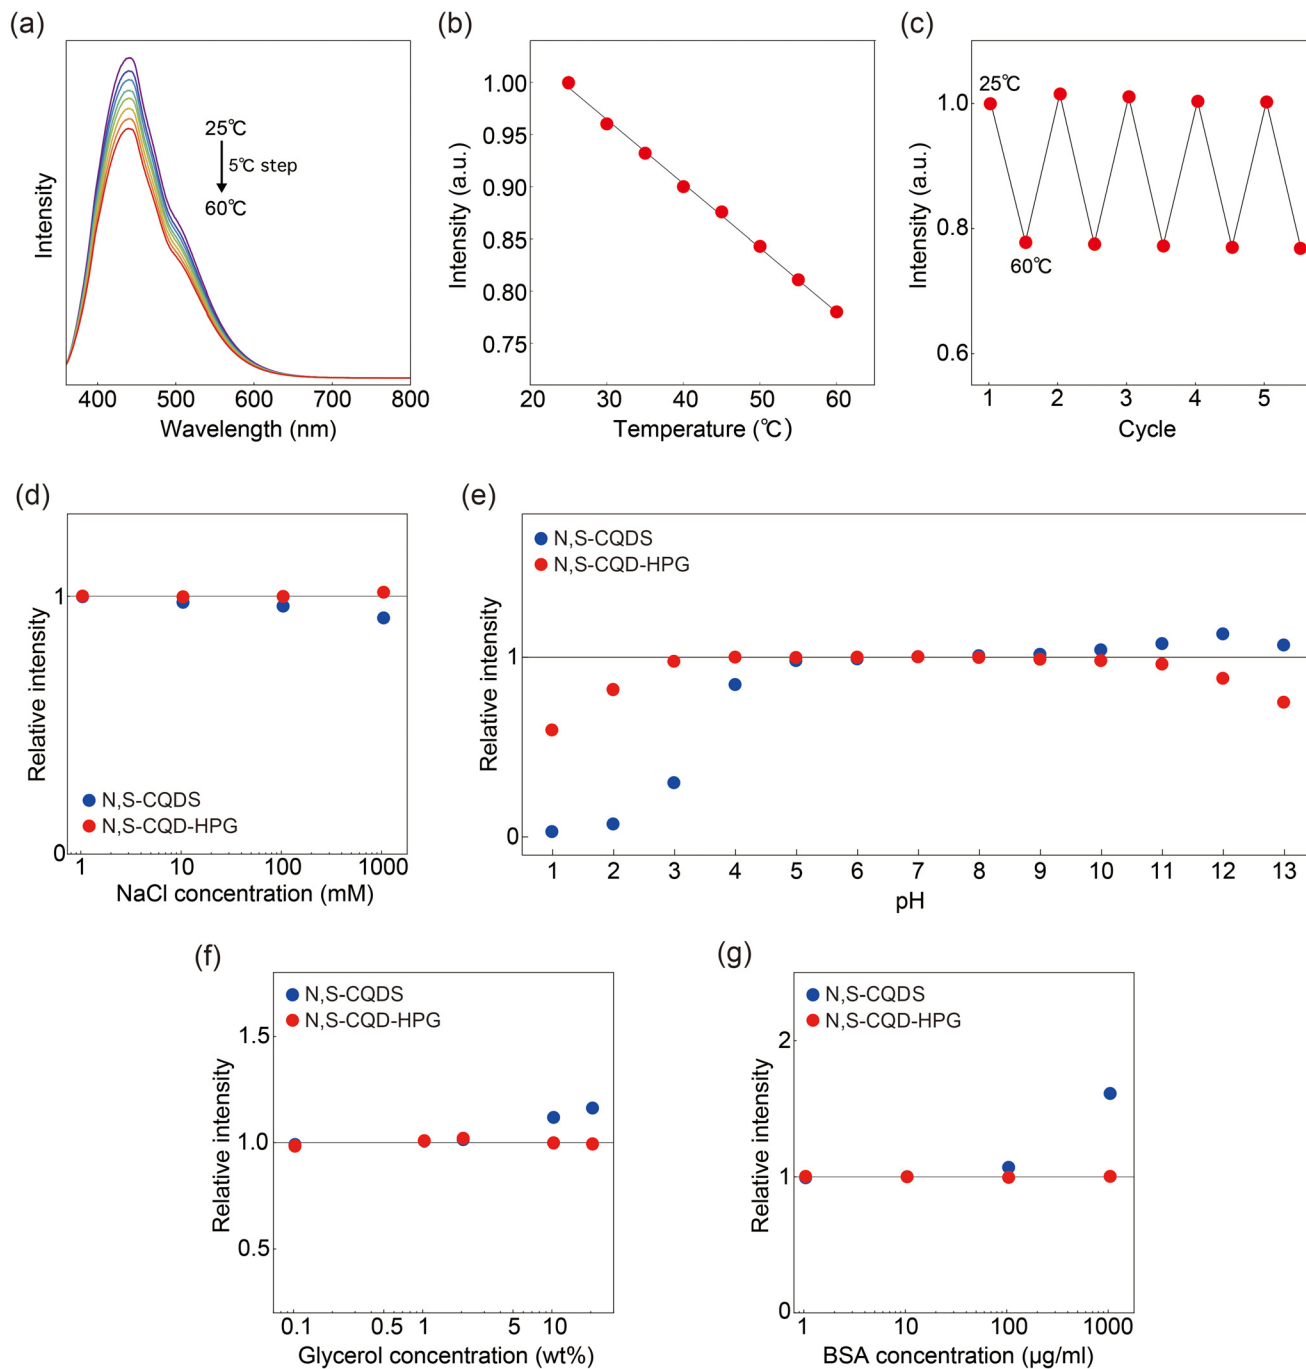 (a)
Intensity
25℃
5℃ step
60℃
400 500 600 700 800
Wavelength (nm)
(b)
Intensity (a.u.)
1.00
0.95
0.90
0.85
0.80
0.75
20 30 40 50 60
Temperature (℃)
(c)
Intensity (a.u.)
1.0
0.8
0.6
25℃
60℃
1 2 3 4 5
Cycle
(d)
Relative intensity
1
0
N,S-CQDS
N,S-CQD-HPG
1 10 100 1000
NaCl concentration (mM)
(e)
Relative intensity
N,S-CQDS
N,S-CQD-HPG
1
0
1 2 3 4 5 6 7 8 9 10 11 12 13
pH
(f)
Relative intensity
N,S-CQDS
N,S-CQD-HPG
1.5
1.0
0.5
0.1 0.5 1 5 10
Glycerol concentration (wt%)
(g)
Relative intensity
N,S-CQDS
N,S-CQD-HPG
2
1
0
1 10 100 1000
BSA concentration (μg/ml)